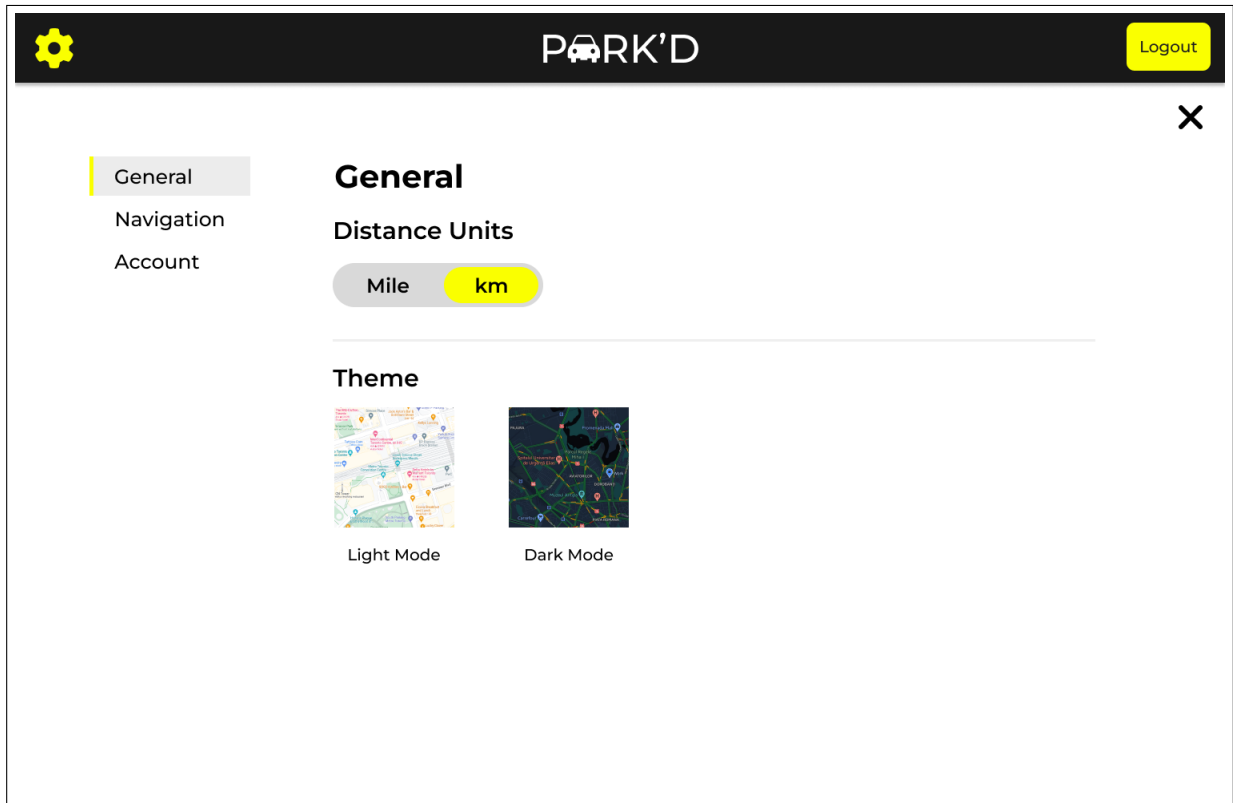 PARK'D
Logout
General
Navigation
Account
General
Distance Units
Mile km
Theme
Light Mode Dark Mode